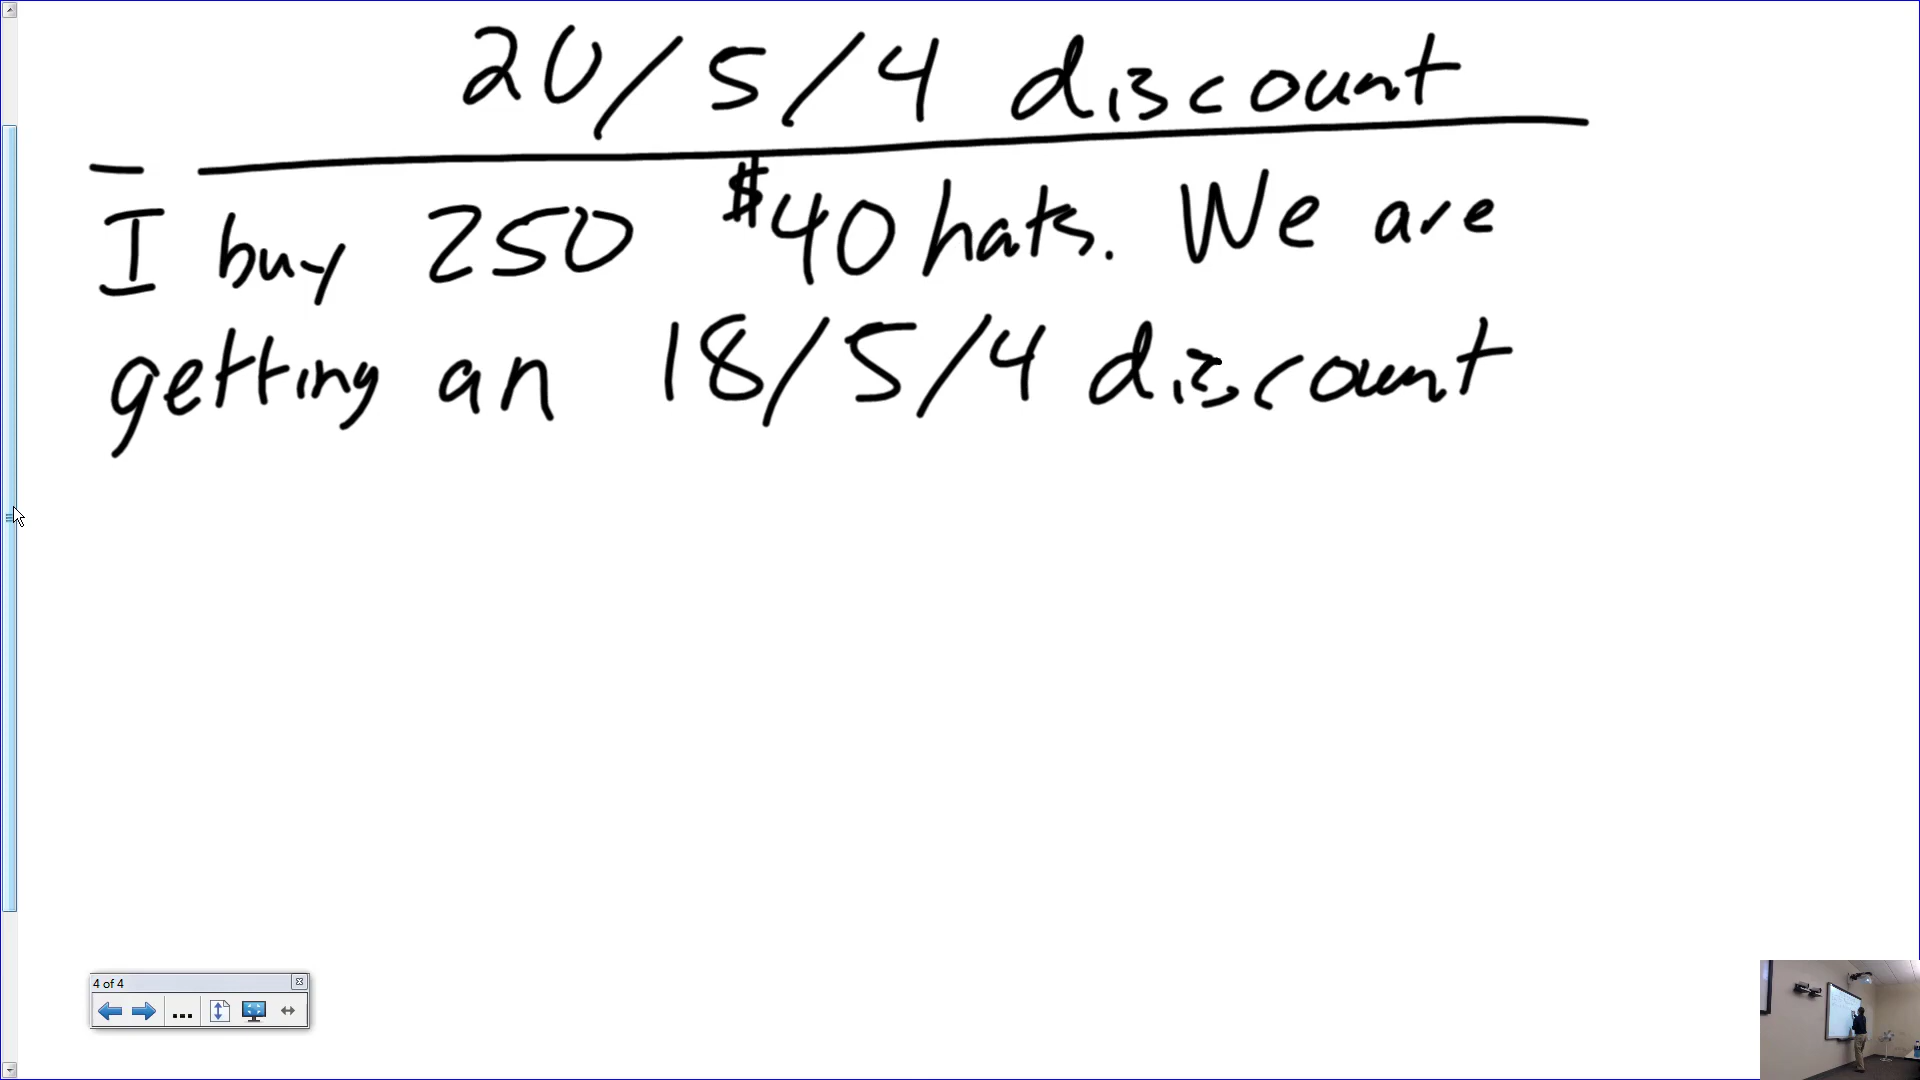 20/5/4 discount
I buy 250 $40 hats. We are
getting an 18/5/4 discount
4 of 4
...